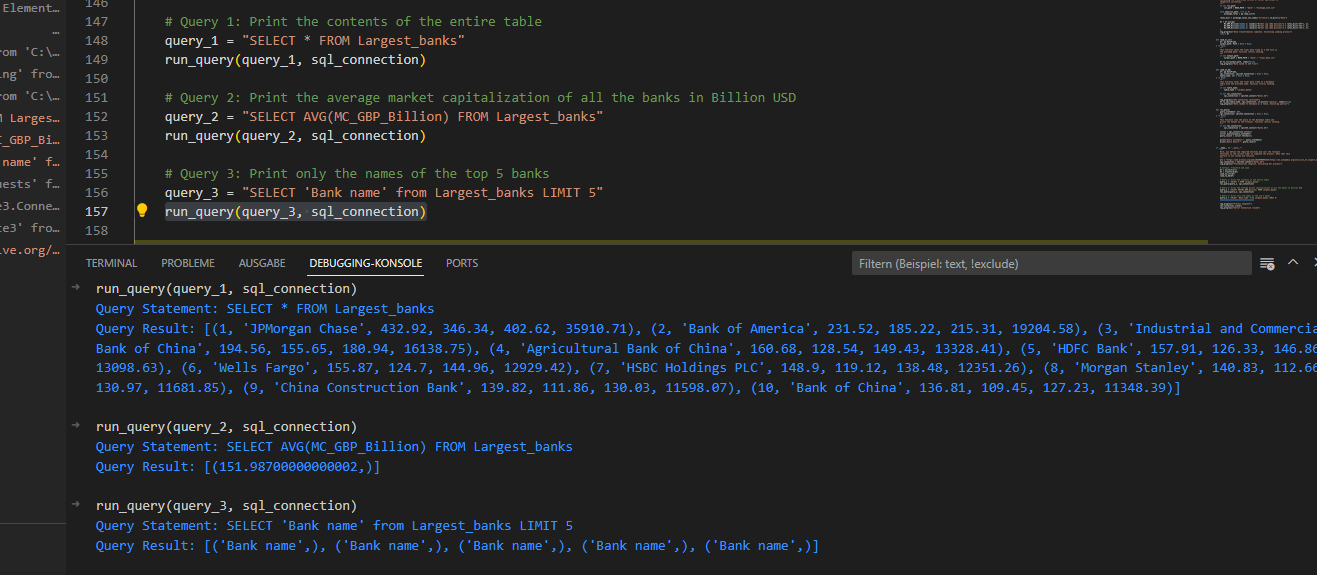 Element…
146
147 # Query 1: Print the contents of the entire table
…
148 query_1 = "SELECT * FROM Largest_banks"
rom 'C:\…
149 run_query(query_1, sql_connection)
ing' fro…
150
rom 'C:\…
151 # Query 2: Print the average market capitalization of all the banks in Billion USD
M Larges…
152 query_2 = "SELECT AVG(MC_GBP_Billion) FROM Largest_banks"
C_GBP_Bi…
153 run_query(query_2, sql_connection)
name' f…
154
155 # Query 3: Print only the names of the top 5 banks
uests' f…
156 query_3 = "SELECT 'Bank name' from Largest_banks LIMIT 5"
e3.Conne…
157 run_query(query_3, sql_connection)
te3' fro…
158
ive.org/…
TERMINAL PROBLEME AUSGABE DEBUGGING-KONSOLE PORTS Filtern (Beispiel: text, !exclude)
run_query(query_1, sql_connection)
Query Statement: SELECT * FROM Largest_banks
Query Result: [(1, 'JPMorgan Chase', 432.92, 346.34, 402.62, 35910.71), (2, 'Bank of America', 231.52, 185.22, 215.31, 19204.58), (3, 'Industrial and Commercia
Bank of China', 194.56, 155.65, 180.94, 16138.75), (4, 'Agricultural Bank of China', 160.68, 128.54, 149.43, 13328.41), (5, 'HDFC Bank', 157.91, 126.33, 146.86
13098.63), (6, 'Wells Fargo', 155.87, 124.7, 144.96, 12929.42), (7, 'HSBC Holdings PLC', 148.9, 119.12, 138.48, 12351.26), (8, 'Morgan Stanley', 140.83, 112.66
130.97, 11681.85), (9, 'China Construction Bank', 139.82, 111.86, 130.03, 11598.07), (10, 'Bank of China', 136.81, 109.45, 127.23, 11348.39)]
run_query(query_2, sql_connection)
Query Statement: SELECT AVG(MC_GBP_Billion) FROM Largest_banks
Query Result: [(151.98700000000002,)]
run_query(query_3, sql_connection)
Query Statement: SELECT 'Bank name' from Largest_banks LIMIT 5
Query Result: [('Bank name',), ('Bank name',), ('Bank name',), ('Bank name',), ('Bank name',)]